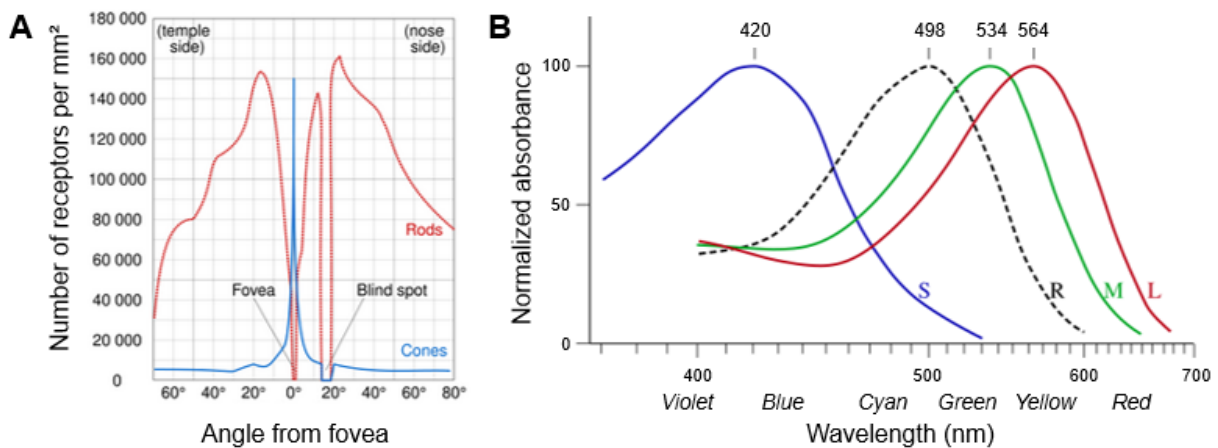 A
Number of receptors per mm²
180 000
160 000
140 000
120 000
100 000
80 000
60 000
40 000
20 000
0
(temple
side)
(nose
side)
Rods
Fovea
Blind spot
Cones
60° 40° 20° 0° 20° 40° 60° 80°
Angle from fovea
B
Normalized absorbance
420 498 534 564
100
50
0
S R M L
400 500 600 700
Violet Blue Cyan Green Yellow Red
Wavelength (nm)